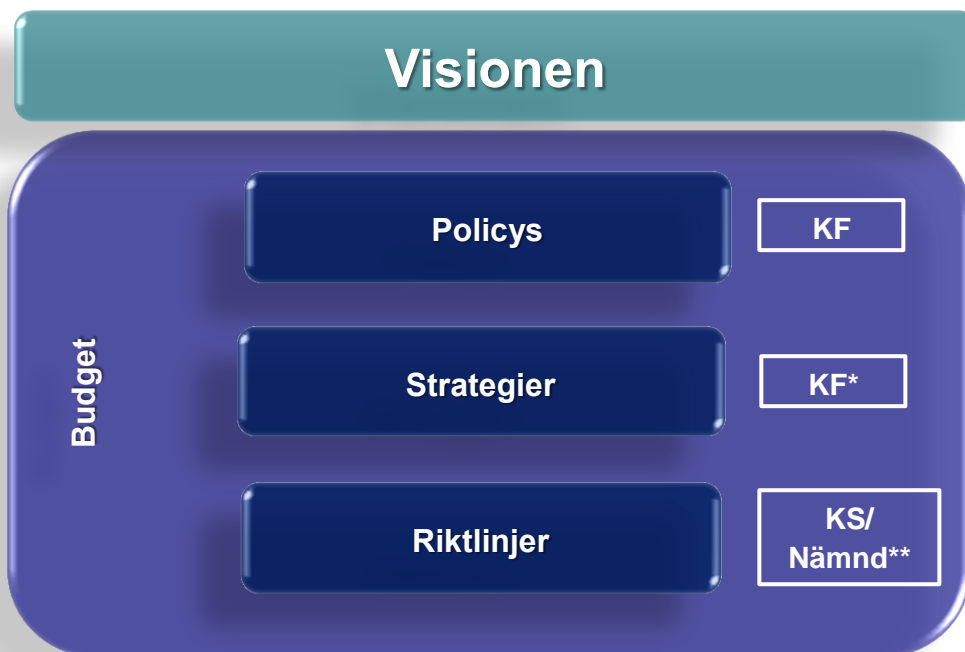 Visionen
Budget
Policys
KF
Strategier
KF*
Riktlinjer
KS/
Nämnd**